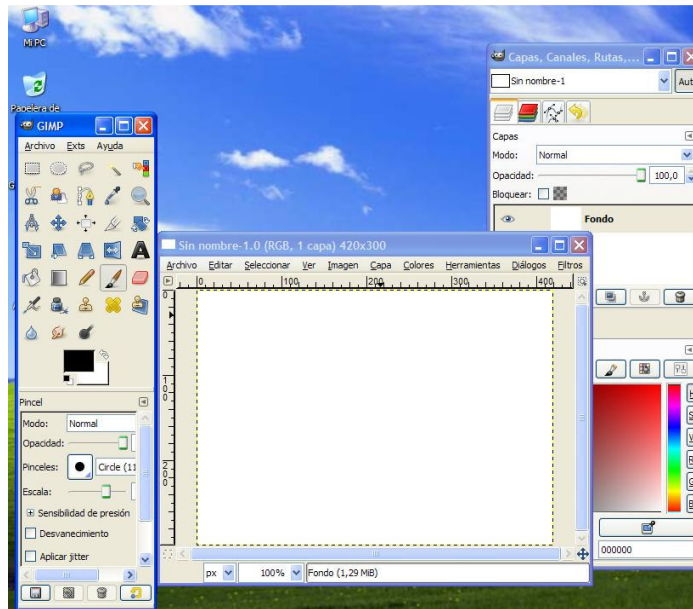 Mi PC
Papelera de
GIMP
Archivo Exts Ayuda
Pincel
Modo: Normal
Opacidad:
Pinceles: Circle (11
Escala:
Sensibilidad de presión
Desvanecimiento
Aplicar jitter
Sin nombre-1.0 (RGB, 1 capa) 420x300
Archivo Editar Seleccionar Ver Imagen Capa Colores Herramientas Diálogos Filtros
0 100 200 300 400
0
100
200
px 100% Fondo (1,29 MiB)
Capas, Canales, Rutas,...
Sin nombre-1 Aut
Capas
Modo: Normal
Opacidad: 100,0
Bloquear:
Fondo
H
S
V
R
G
B
000000